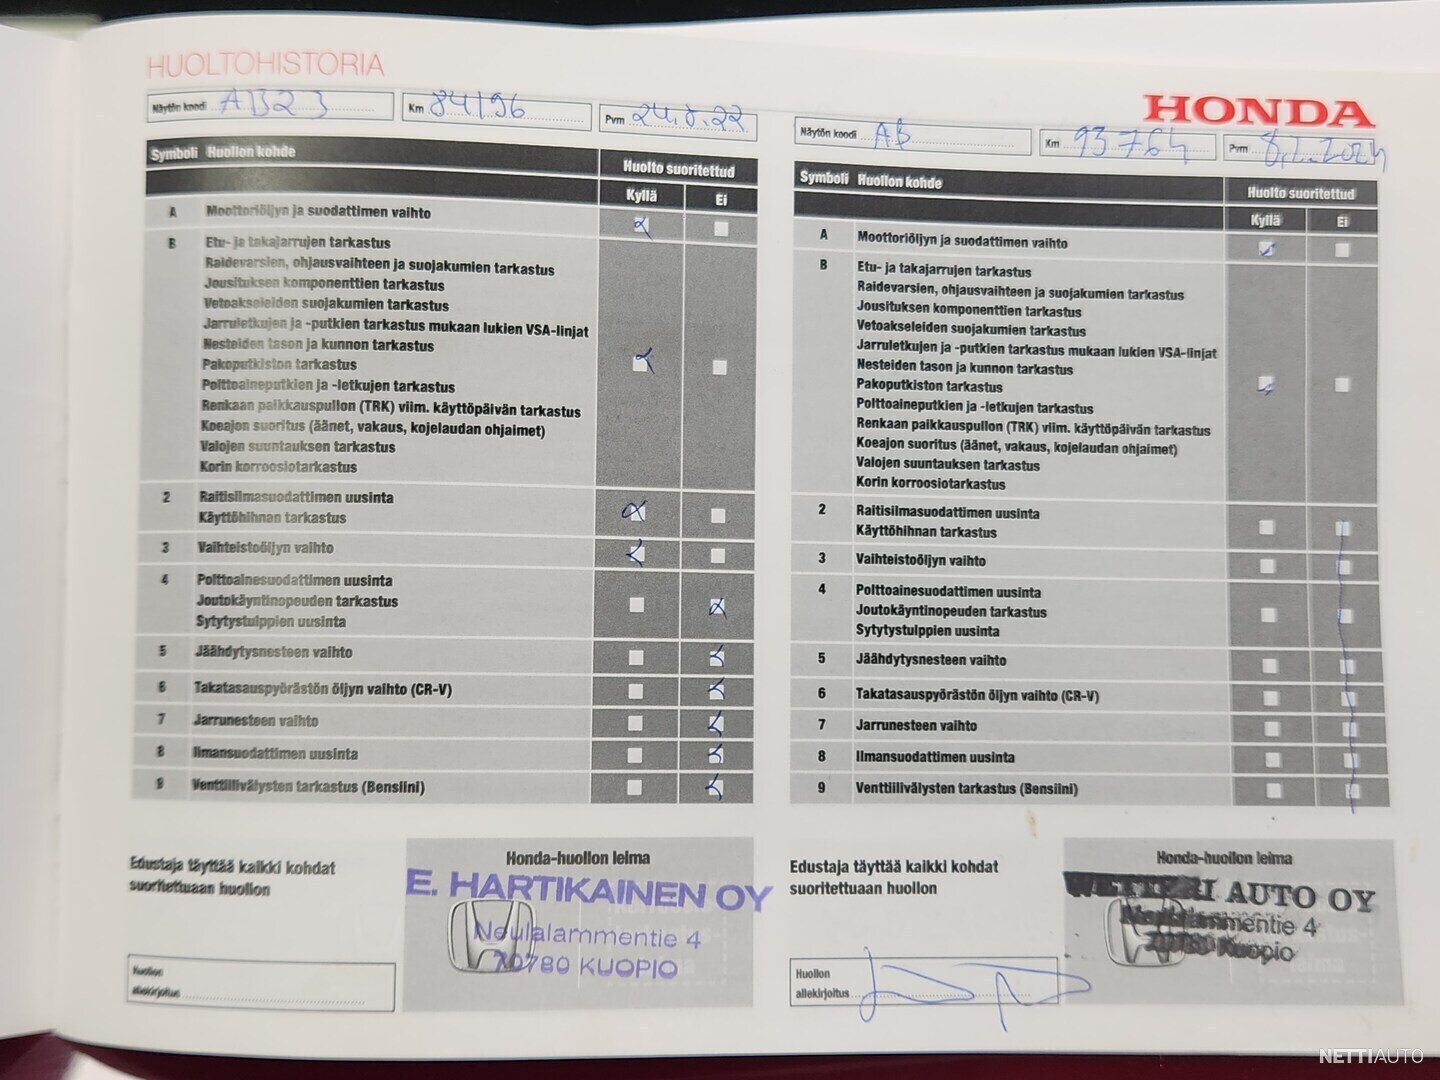 HUOLTOHISTORIA
HONDA
Näytön koodi AB23
Km 84196
Pvm
Symboli Huollon kohde
Huolto suoritettud
Kyllä Ei
A Moottoriöljyn ja suodattimen vaihto
B Etu- ja takajarrujen tarkastus
Raidevarsien, ohjausvaihteen ja suojakumien tarkastus
Jousituksen komponenttien tarkastus
Vetoakseleiden suojakumien tarkastus
Jarruletkujen ja -putkien tarkastus mukaan lukien VSA-linjat
Nesteiden tason ja kunnon tarkastus
Pakoputkiston tarkastus
Polttoaineputkien ja -letkujen tarkastus
Renkaan paikkauspullon (TRK) viim. käyttöpäivän tarkastus
Koeajon suoritus (äänet, vakaus, kojelaudan ohjaimet)
Valojen suuntauksen tarkastus
Korin korroosiotarkastus
2 Raitisilmasuodattimen uusinta
Käyttöhihnan tarkastus
3 Vaihteistoöljyn vaihto
4 Polttoainesuodattimen uusinta
Joutokäyntinopeuden tarkastus
Sytytystulppien uusinta
5 Jäähdytysnesteen vaihto
6 Takatasauspyörästön öljyn vaihto (CR-V)
7 Jarrunesteen vaihto
8 Ilmansuodattimen uusinta
9 Venttiilivälysten tarkastus (Bensiini)
Edustaja täyttää kaikki kohdat
suoritettuaan huollon
Huollon
allekirjoitus
Honda-huollon leima
E. HARTIKAINEN OY
Neulalammentie 4
70780 KUOPIO
Näytön koodi AB
Km 93764
Pvm
Symboli Huollon kohde
Huolto suoritettud
Kyllä Ei
A Moottoriöljyn ja suodattimen vaihto
B Etu- ja takajarrujen tarkastus
Raidevarsien, ohjausvaihteen ja suojakumien tarkastus
Jousituksen komponenttien tarkastus
Vetoakseleiden suojakumien tarkastus
Jarruletkujen ja -putkien tarkastus mukaan lukien VSA-linjat
Nesteiden tason ja kunnon tarkastus
Pakoputkiston tarkastus
Polttoaineputkien ja -letkujen tarkastus
Renkaan paikkauspullon (TRK) viim. käyttöpäivän tarkastus
Koeajon suoritus (äänet, vakaus, kojelaudan ohjaimet)
Valojen suuntauksen tarkastus
Korin korroosiotarkastus
2 Raitisilmasuodattimen uusinta
Käyttöhihnan tarkastus
3 Vaihteistoöljyn vaihto
4 Polttoainesuodattimen uusinta
Joutokäyntinopeuden tarkastus
Sytytystulppien uusinta
5 Jäähdytysnesteen vaihto
6 Takatasauspyörästön öljyn vaihto (CR-V)
7 Jarrunesteen vaihto
8 Ilmansuodattimen uusinta
9 Venttiilivälysten tarkastus (Bensiini)
Edustaja täyttää kaikki kohdat
suoritettuaan huollon
Huollon
allekirjoitus
Honda-huollon leima
AUTO OY
Neulalammentie 4
70780 Kuopio
NETTIAUTO